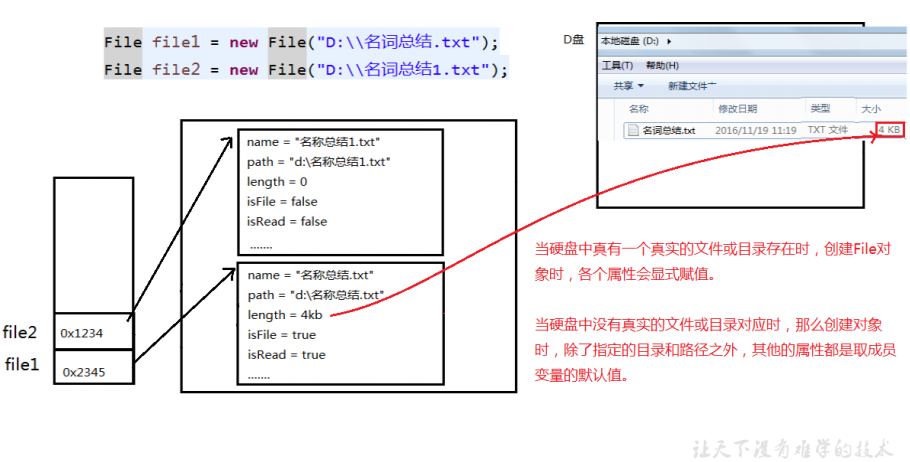 File file1 = new File("D:\\名词总结.txt");
File file2 = new File("D:\\名词总结1.txt");
D盘
本地磁盘 (D:)
工具(T) 帮助(H)
共享 新建文件
名称 修改日期 类型 大小
名词总结.txt 2016/11/19 11:19 TXT 文件 4 KB
name = "名称总结1.txt"
path = "d:\名称总结1.txt"
length = 0
isFile = false
isRead = false
.......
name = "名称总结.txt"
path = "d:\名称总结.txt"
length = 4kb
isFile = true
isRead = true
.......
file2 0x1234
file1 0x2345
当硬盘中真有一个真实的文件或目录存在时，创建File对
象时，各个属性会显式赋值。
当硬盘中没有真实的文件或目录对应时，那么创建对象
时，除了指定的目录和路径之外，其他的属性都是取成员
变量的默认值。
让天下没有难学的技术